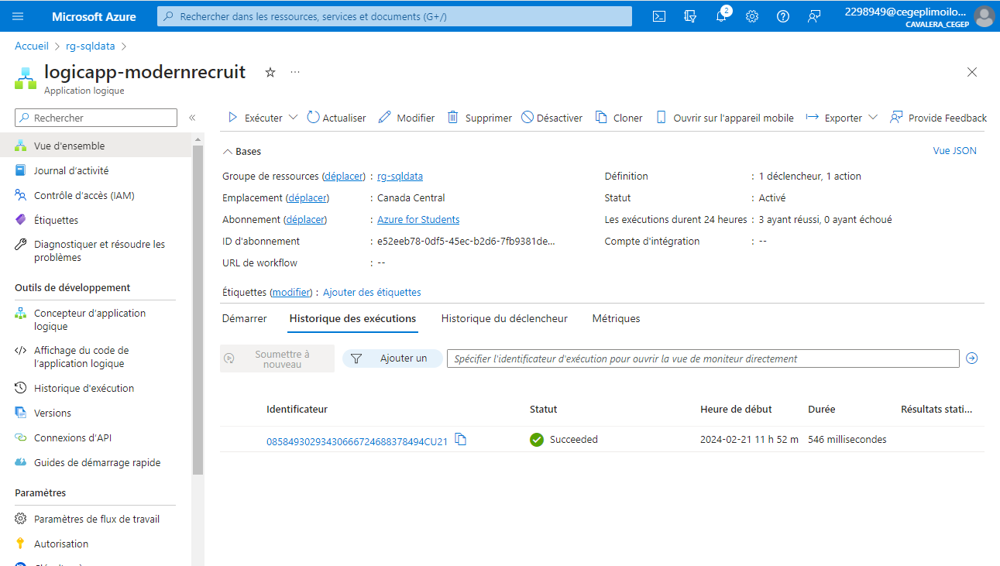 Microsoft Azure
Rechercher dans les ressources, services et documents (G+/)
2
2298949@cegeplimoilo...
CAVALERA_CEGEP
Accueil > rg-sqldata >
logicapp-modernrecruit
Application logique
Rechercher
Vue d'ensemble
Journal d'activité
Contrôle d'accès (IAM)
Étiquettes
Diagnostiquer et résoudre les
problèmes
Outils de développement
Concepteur d'application
logique
Affichage du code de
l'application logique
Historique d'exécution
Versions
Connexions d'API
Guides de démarrage rapide
Paramètres
Paramètres de flux de travail
Autorisation
Exécuter Actualiser Modifier Supprimer Désactiver Cloner Ouvrir sur l'appareil mobile Exporter Provide Feedback
Bases
Vue JSON
Groupe de ressources (déplacer) : rg-sqldata
Emplacement (déplacer) : Canada Central
Abonnement (déplacer) : Azure for Students
ID d'abonnement : e52eeb78-0df5-45ec-b2d6-7fb9381de...
URL de workflow : --
Définition : 1 déclencheur, 1 action
Statut : Activé
Les exécutions durent 24 heures : 3 ayant réussi, 0 ayant échoué
Compte d'intégration : --
Étiquettes (modifier) : Ajouter des étiquettes
Démarrer Historique des exécutions Historique du déclencheur Métriques
Soumettre à
nouveau
Ajouter un
Spécifier l'identificateur d'exécution pour ouvrir la vue de moniteur directement
Identificateur Statut Heure de début Durée Résultats stati...
08584930293430666724688378494CU21 Succeeded 2024-02-21 11 h 52 m 546 millisecondes